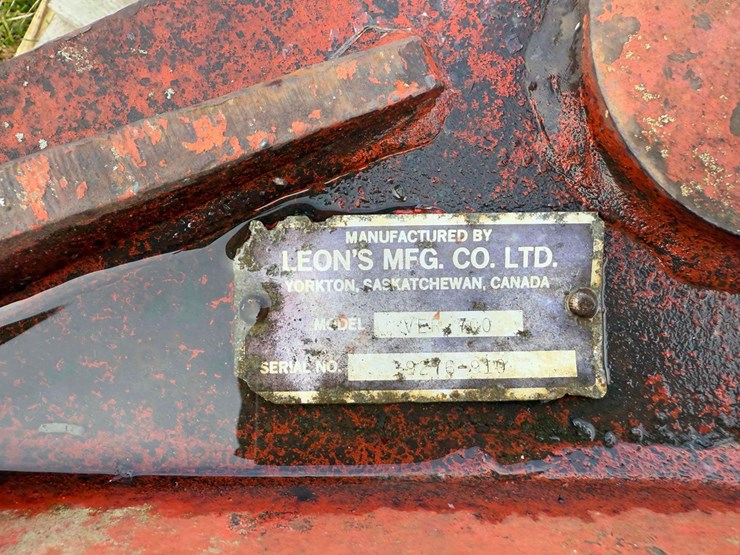 MANUFACTURED BY
LEON'S MFG. CO. LTD.
YORKTON, SASKATCHEWAN, CANADA
MODEL
SERIAL NO.